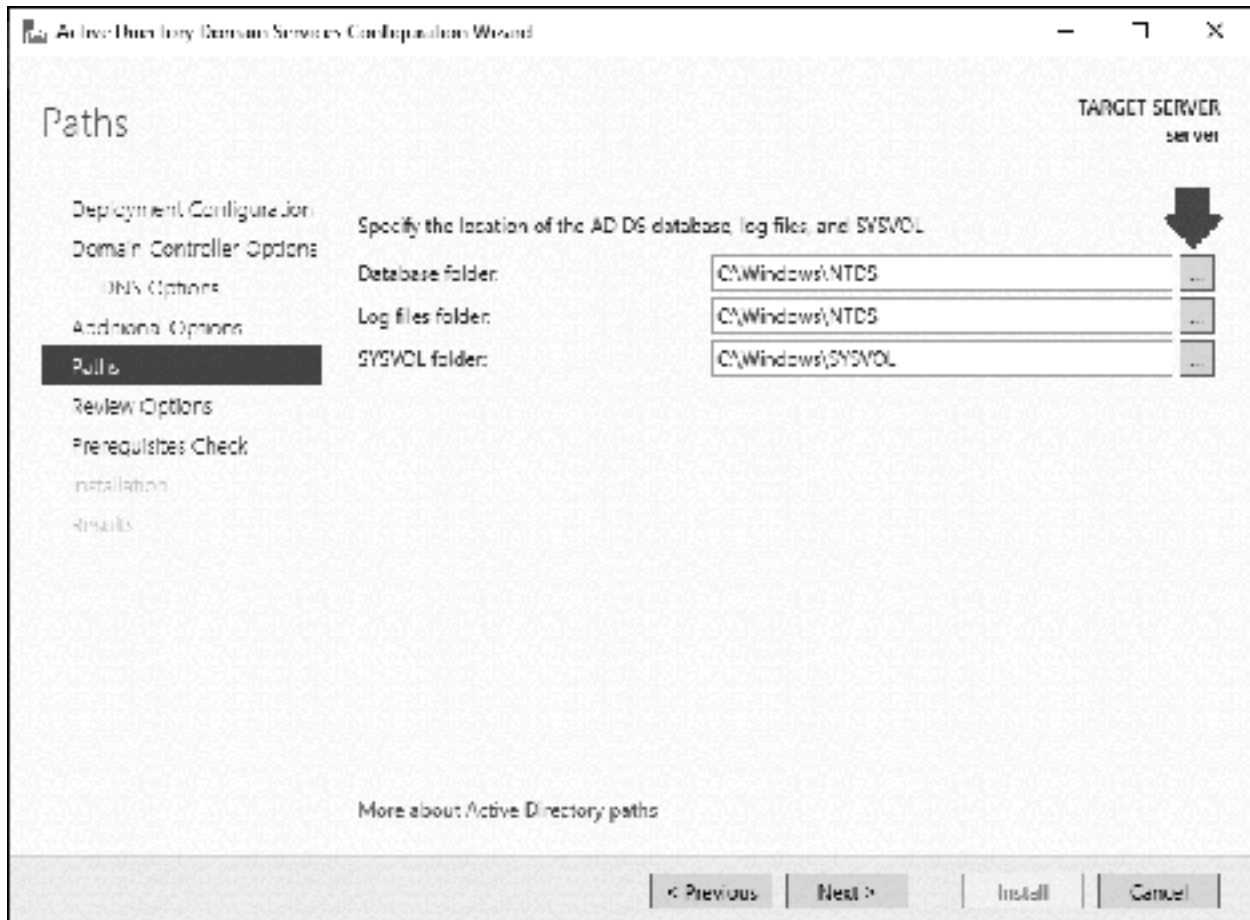 Active Directory Domain Services Configuration Wizard
Paths
TARGET SERVER
server
Deployment Configuration
Domain Controller Options
DNS Options
Additional Options
Paths
Review Options
Prerequisites Check
Installation
Results
Specify the location of the AD DS database, log files, and SYSVOL
Database folder: C:\Windows\NTDS ...
Log files folder: C:\Windows\NTDS ...
SYSVOL folder: C:\Windows\SYSVOL ...
More about Active Directory paths
< Previous Next > Install Cancel